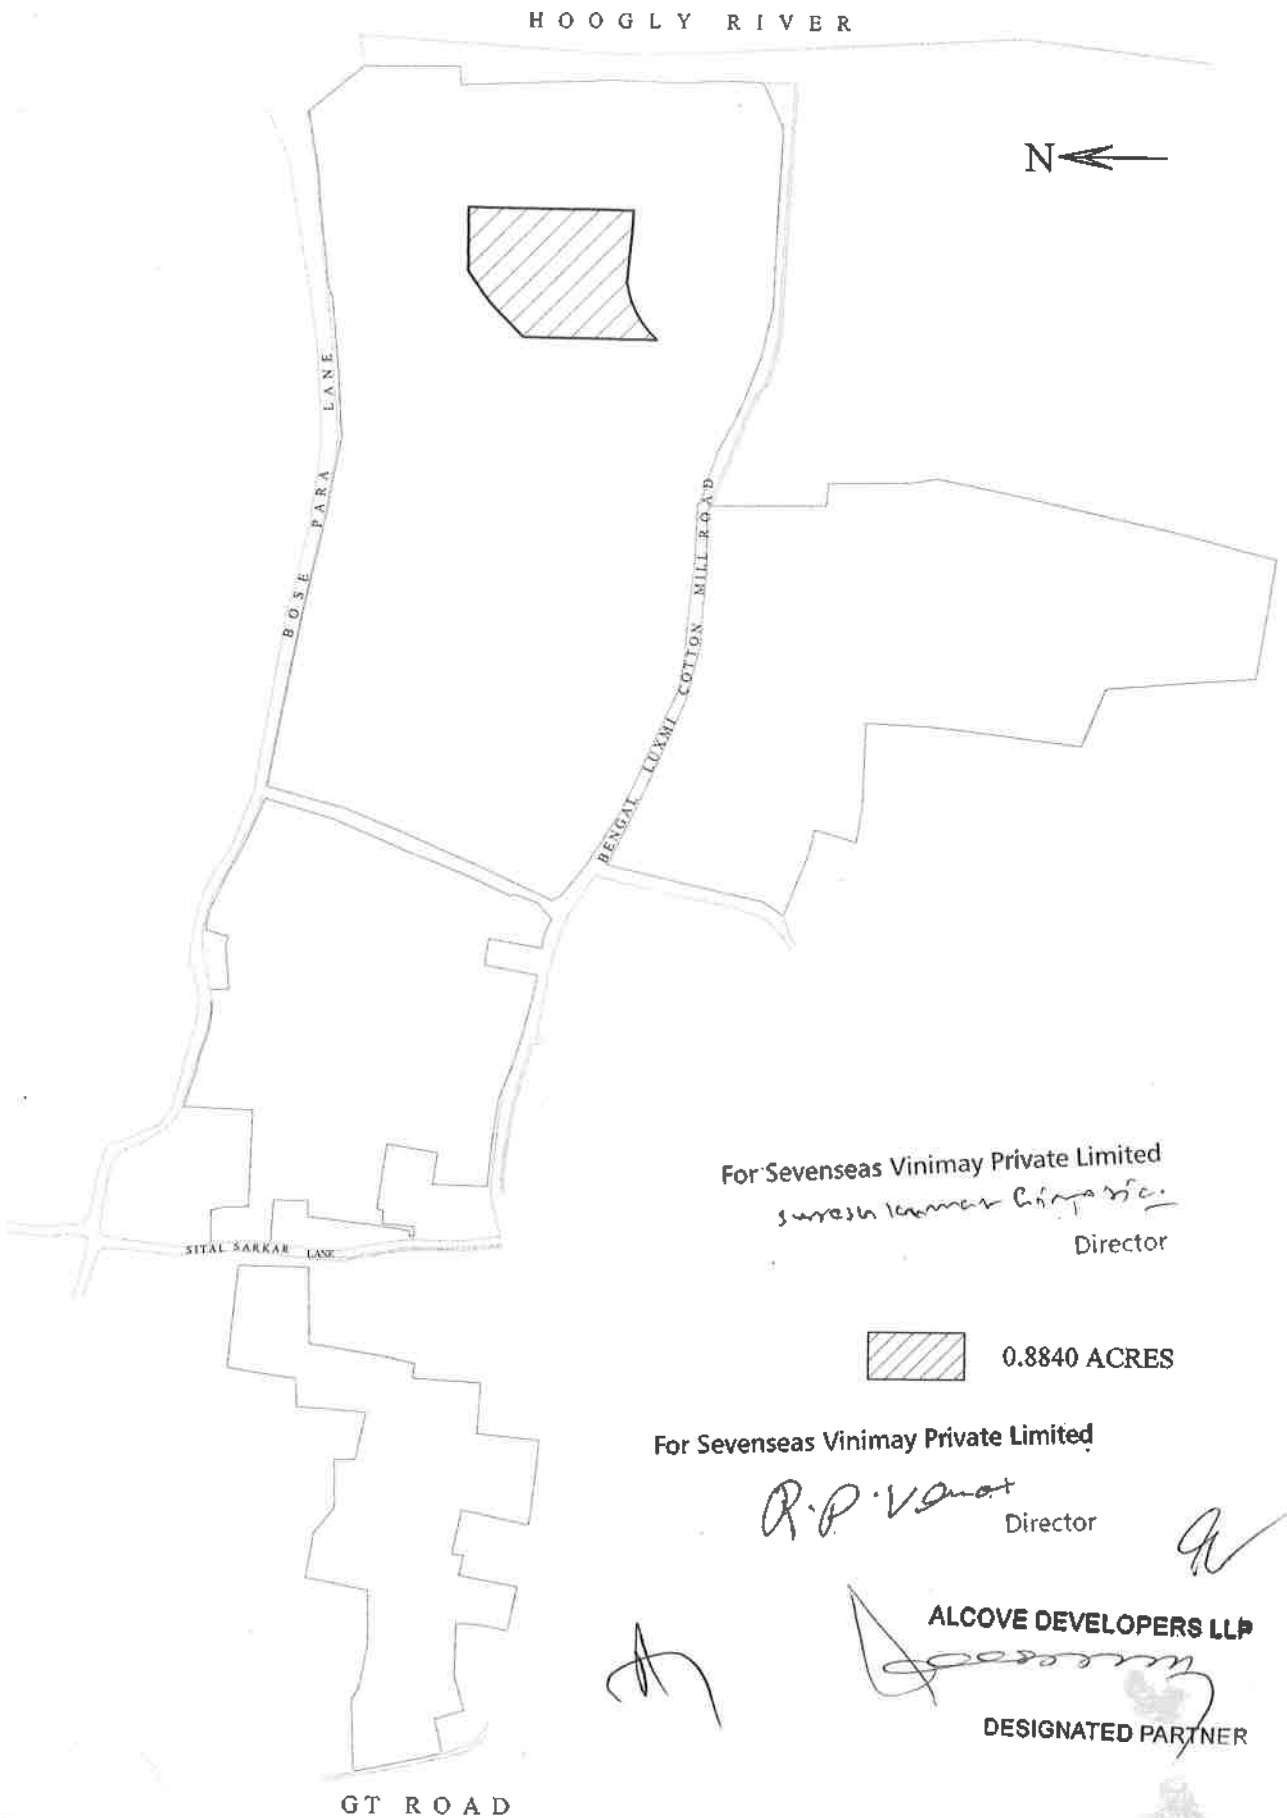 HOOGLY RIVER
N
BOSE PARA LANE
BENGAL LUXMI COTTON MILL ROAD
SITAL SARKAR LANE
For Sevenseas Vinimay Private Limited
Director
0.8840 ACRES
For Sevenseas Vinimay Private Limited
R.P.
Director
ALCOVE DEVELOPERS LLP
DESIGNATED PARTNER
GT ROAD